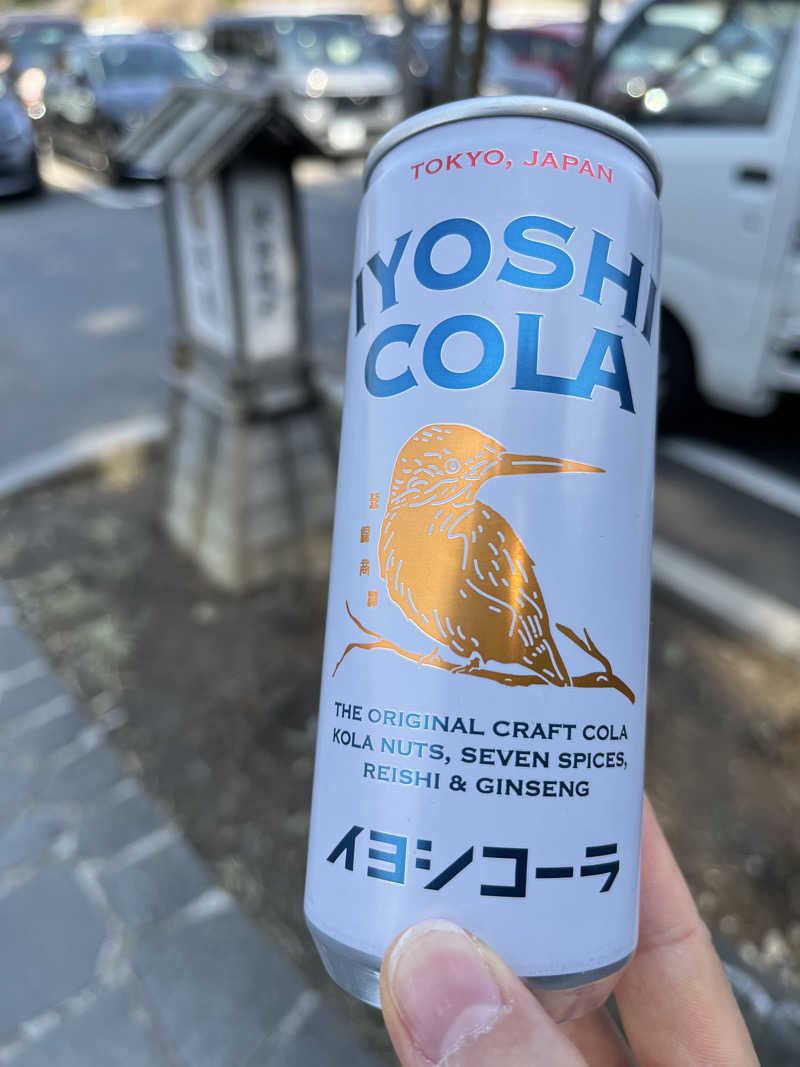 TOKYO, JAPAN
IYOSHI
COLA
THE ORIGINAL CRAFT COLA
KOLA NUTS, SEVEN SPICES,
REISHI & GINSENG
イヨシコーラ